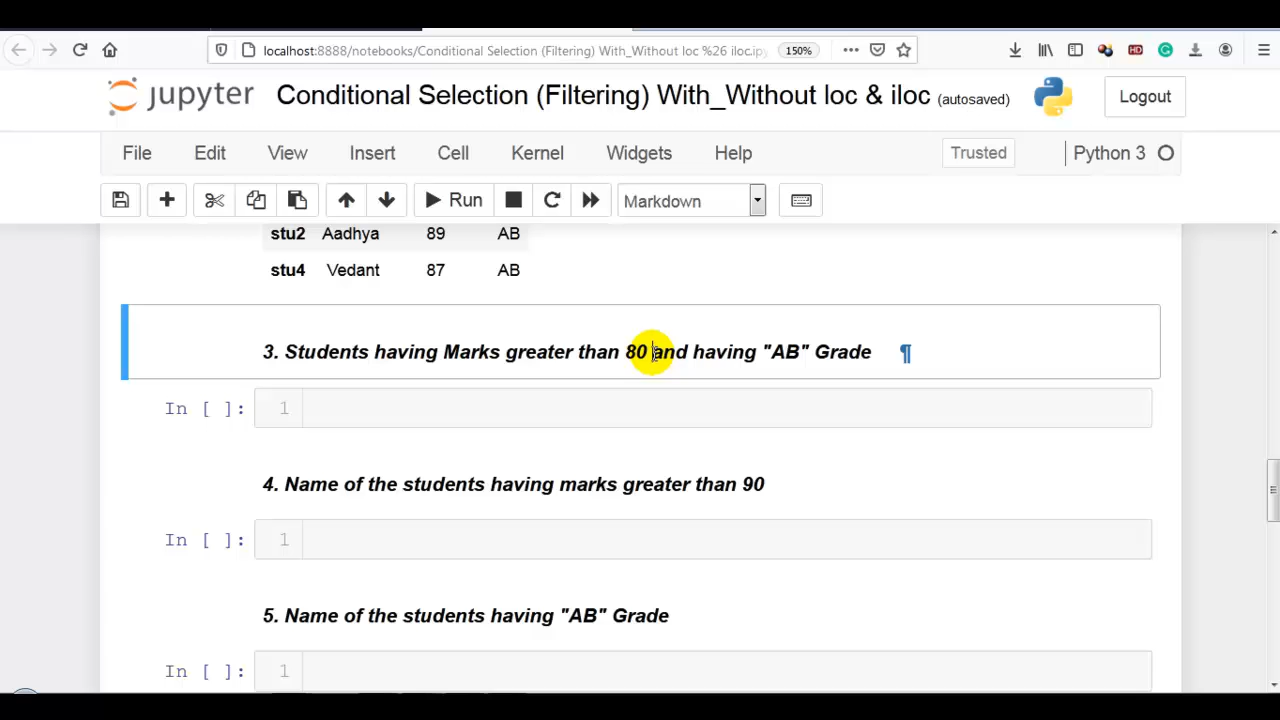 localhost:8888/notebooks/Conditional Selection (Filtering) With_Without loc %26 iloc.ipy
150%
HD
jupyter
Conditional Selection (Filtering) With_Without loc & iloc (autosaved)
Logout
File Edit View Insert Cell Kernel Widgets Help
Trusted
Python 3
Run
Markdown
stu2 Aadhya 89 AB
stu4 Vedant 87 AB
3. Students having Marks greater than 80 and having "AB" Grade ¶
In [ ]: 1
4. Name of the students having marks greater than 90
In [ ]: 1
5. Name of the students having "AB" Grade
In [ ]: 1